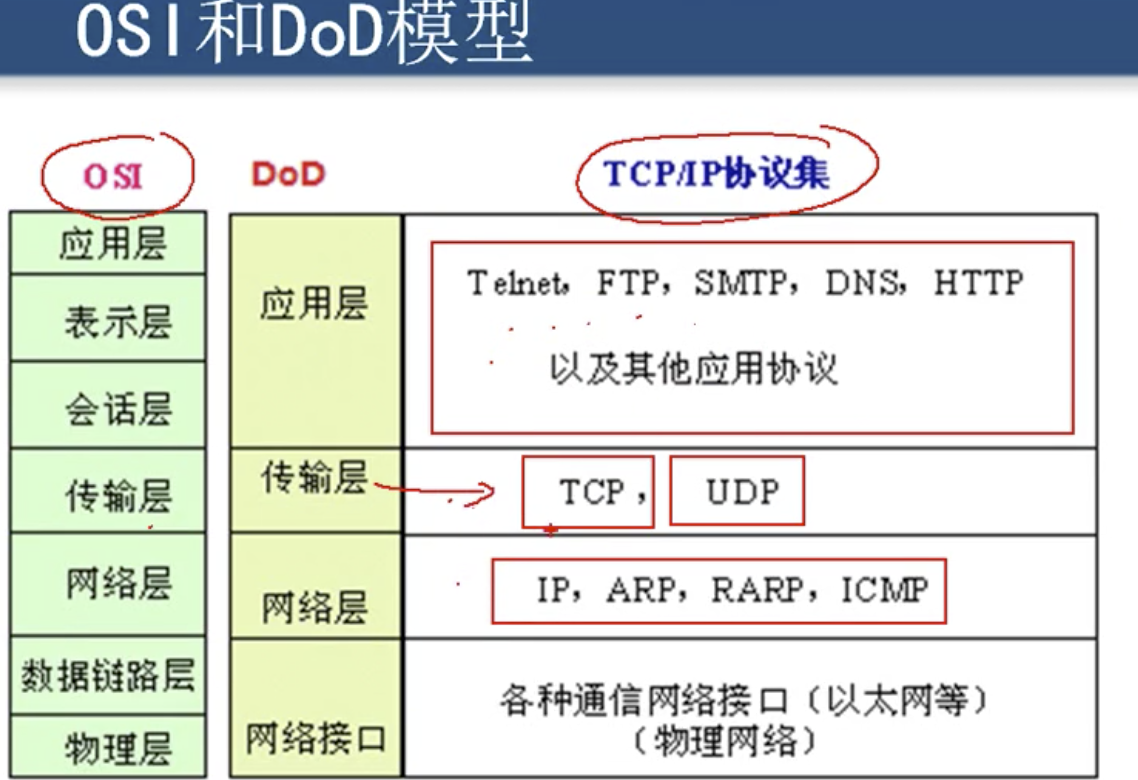 OSI和DoD模型
OSI
DoD
TCP/IP协议集
应用层
表示层
会话层
传输层
网络层
数据链路层
物理层
应用层
传输层
网络层
网络接口
Telnet，FTP，SMTP，DNS，HTTP
以及其他应用协议
TCP，UDP
IP，ARP，RARP，ICMP
各种通信网络接口（以太网等）
（物理网络）